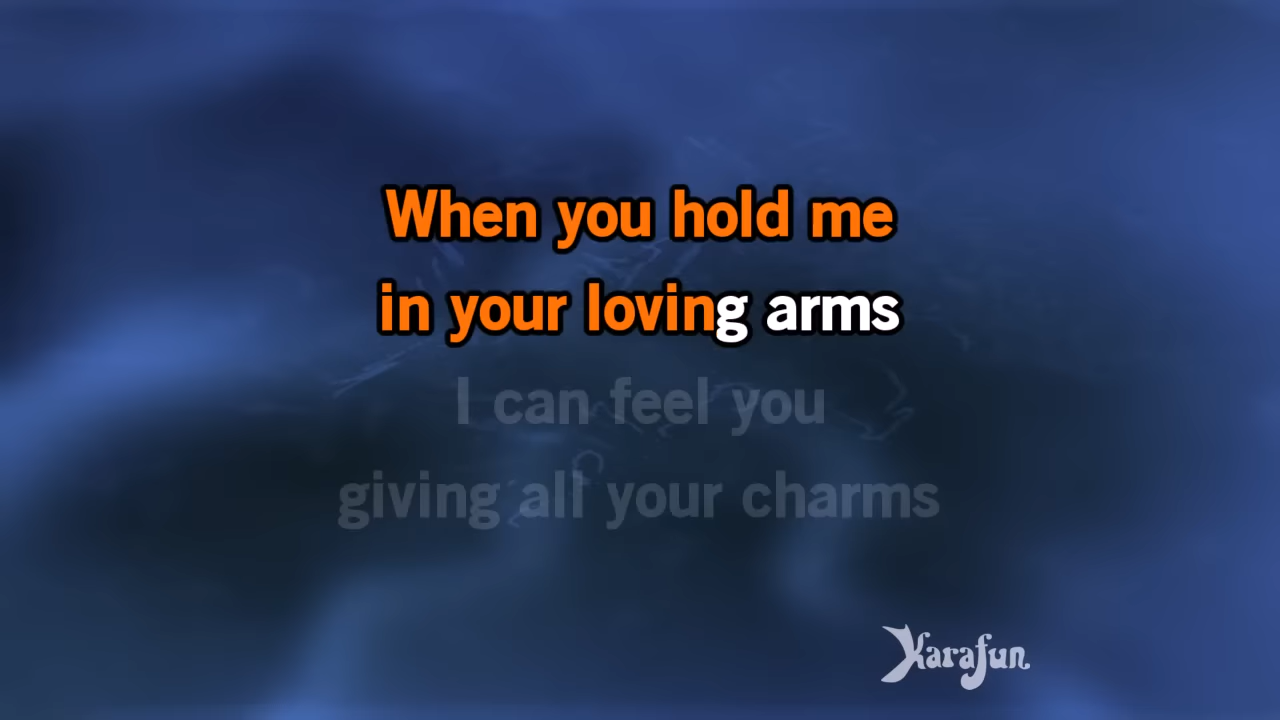 When you hold me
in your loving arms
I can feel you
giving all your charms
Karafun